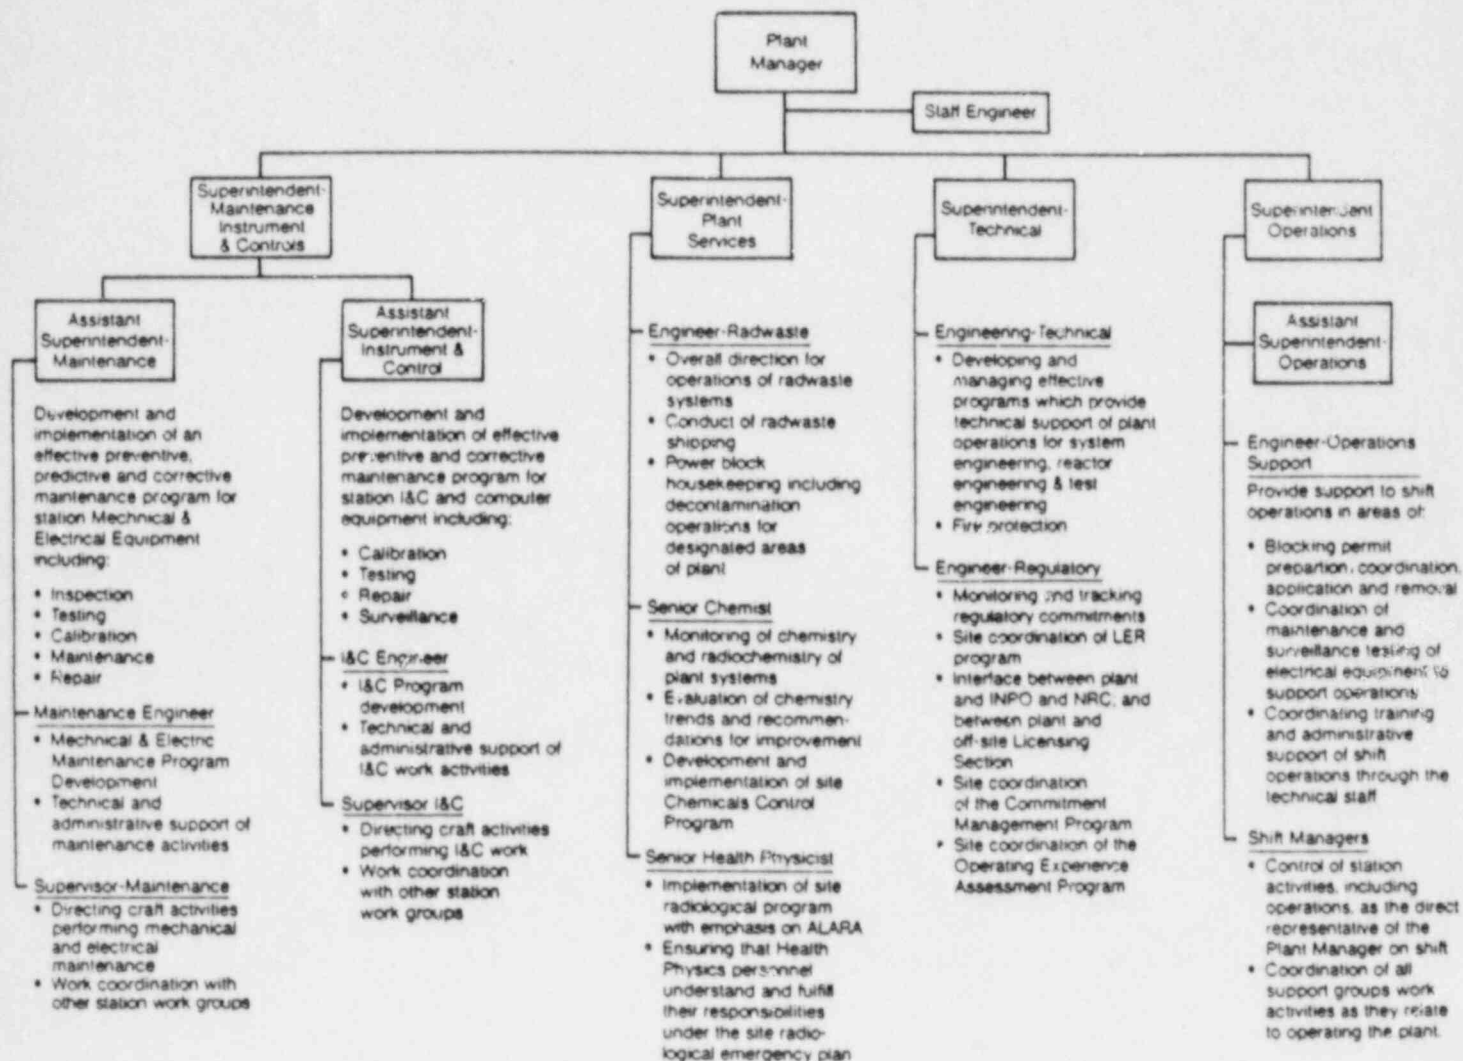 Plant
Manager
Staff Engineer
Superintendent-
Maintenance
Instrument
& Controls
Superintendent-
Plant
Services
Superintendent-
Technical
Superintendent
Operations
Assistant
Superintendent-
Maintenance
Development and
implementation of an
effective preventive,
predictive and corrective
maintenance program for
station Mechnical &
Electrical Equipment
including:
• Inspection
• Testing
• Calibration
• Maintenance
• Repair
Maintenance Engineer
• Mechnical & Electric
Maintenance Program
Development
• Technical and
administrative support of
maintenance activities
Supervisor-Maintenance
• Directing craft activities
performing mechanical
and electrical
maintenance
• Work coordination with
other station work groups
Assistant
Superintendent-
Instrument &
Control
Development and
implementation of effective
preventive and corrective
maintenance program for
station I&C and computer
equipment including:
• Calibration
• Testing
• Repair
• Surveillance
I&C Engineer
• I&C Program
development
• Technical and
administrative support of
I&C work activities
Supervisor I&C
• Directing craft activities
performing I&C work
• Work coordination
with other station
work groups
Engineer-Radwaste
• Overall direction for
operations of radwaste
systems
• Conduct of radwaste
shipping
• Power block
housekeeping including
decontamination
operations for
designated areas
of plant
Senior Chemist
• Monitoring of chemistry
and radiochemistry of
plant systems
• Evaluation of chemistry
trends and recommen-
dations for improvement
• Development and
implementation of site
Chemicals Control
Program
Senior Health Physicist
• Implementation of site
radiological program
with emphasis on ALARA
• Ensuring that Health
Physics personnel
understand and fulfill
their responsibilities
under the site radio-
logical emergency plan
Engineering-Technical
• Developing and
managing effective
programs which provide
technical support of plant
operations for system
engineering, reactor
engineering & test
engineering
• Fire protection
Engineer-Regulatory
• Monitoring and tracking
regulatory commitments
• Site coordination of LER
program
• Interface between plant
and INPO and NRC; and
between plant and
off-site Licensing
Section
• Site coordination
of the Commitment
Management Program
• Site coordination of the
Operating Experience
Assessment Program
Assistant
Superintendent-
Operations
Engineer-Operations
Support
Provide support to shift
operations in areas of:
• Blocking permit
prepartion, coordination,
application and removal
• Coordination of
maintenance and
surveillance testing of
electrical equipment to
support operations
• Coordinating training
and administrative
support of shift
operations through the
technical staff
Shift Managers
• Control of station
activities, including
operations, as the direct
representative of the
Plant Manager on shift
• Coordination of all
support groups work
activities as they relate
to operating the plant.